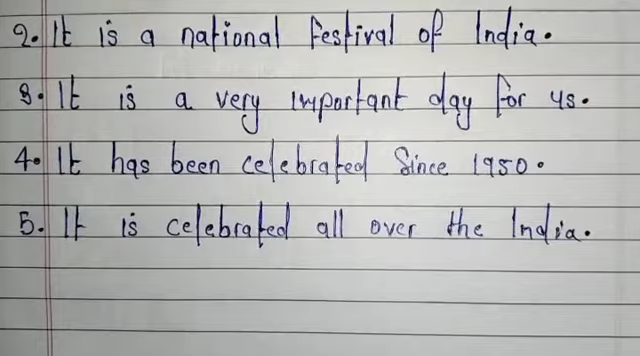 2. It is a national festival of India.
3. It is a very important day for us.
4. It has been celebrated Since 1950.
5. It is celebrated all over the India.